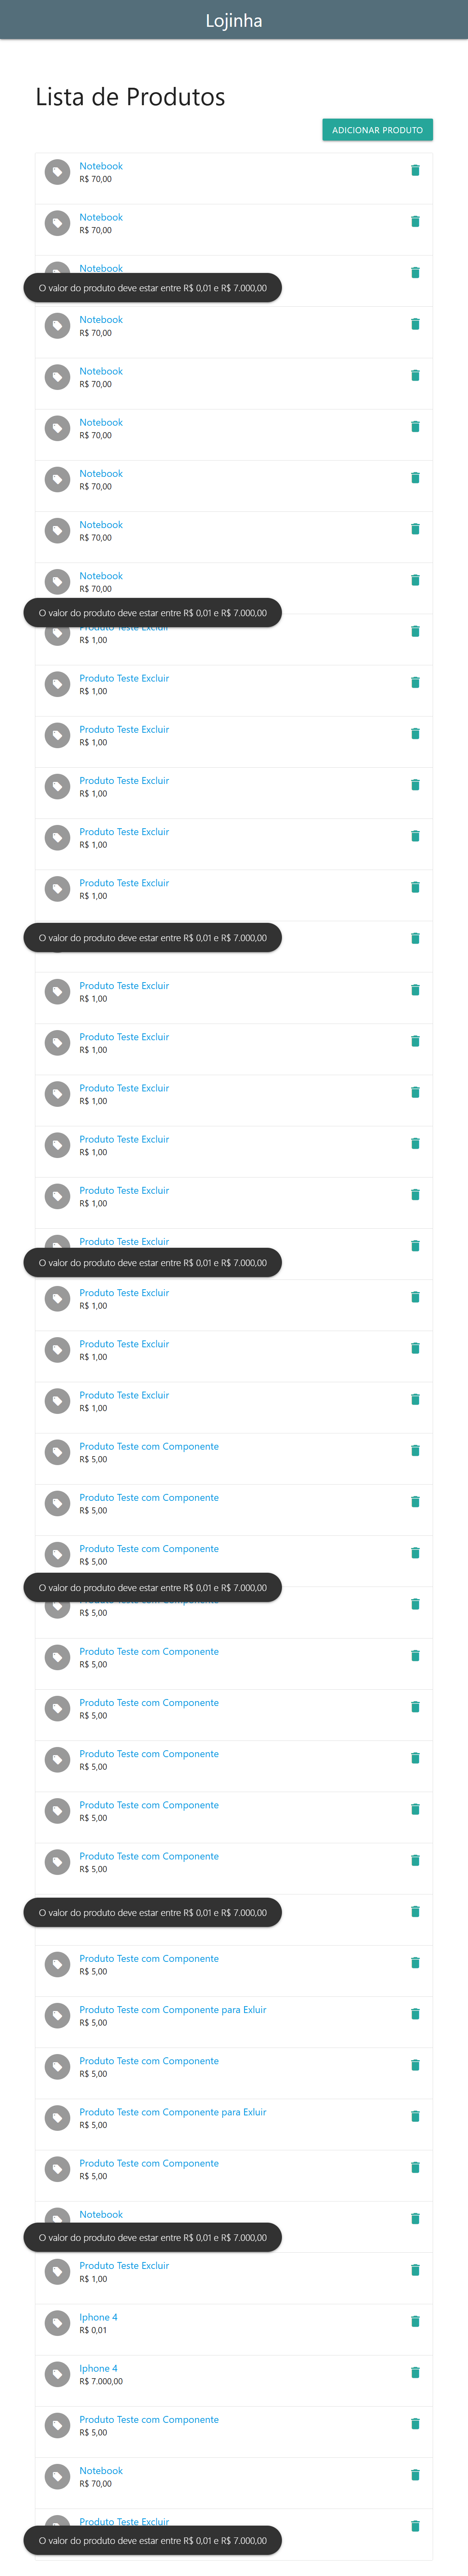 Lojinha
Lista de Produtos
ADICIONAR PRODUTO
Notebook
R$ 70,00
Notebook
R$ 70,00
Notebook
O valor do produto deve estar entre R$ 0,01 e R$ 7.000,00
Notebook
R$ 70,00
Notebook
R$ 70,00
Notebook
R$ 70,00
Notebook
R$ 70,00
Notebook
R$ 70,00
Notebook
R$ 70,00
O valor do produto deve estar entre R$ 0,01 e R$ 7.000,00
Produto Teste Excluir
R$ 1,00
Produto Teste Excluir
R$ 1,00
Produto Teste Excluir
R$ 1,00
Produto Teste Excluir
R$ 1,00
Produto Teste Excluir
R$ 1,00
Produto Teste Excluir
R$ 1,00
O valor do produto deve estar entre R$ 0,01 e R$ 7.000,00
Produto Teste Excluir
R$ 1,00
Produto Teste Excluir
R$ 1,00
Produto Teste Excluir
R$ 1,00
Produto Teste Excluir
R$ 1,00
Produto Teste Excluir
R$ 1,00
Produto Teste Excluir
O valor do produto deve estar entre R$ 0,01 e R$ 7.000,00
Produto Teste Excluir
R$ 1,00
Produto Teste Excluir
R$ 1,00
Produto Teste Excluir
R$ 1,00
Produto Teste com Componente
R$ 5,00
Produto Teste com Componente
R$ 5,00
Produto Teste com Componente
R$ 5,00
O valor do produto deve estar entre R$ 0,01 e R$ 7.000,00
R$ 5,00
Produto Teste com Componente
R$ 5,00
Produto Teste com Componente
R$ 5,00
Produto Teste com Componente
R$ 5,00
Produto Teste com Componente
R$ 5,00
Produto Teste com Componente
R$ 5,00
O valor do produto deve estar entre R$ 0,01 e R$ 7.000,00
Produto Teste com Componente
R$ 5,00
Produto Teste com Componente para Exluir
R$ 5,00
Produto Teste com Componente
R$ 5,00
Produto Teste com Componente para Exluir
R$ 5,00
Produto Teste com Componente
R$ 5,00
Notebook
O valor do produto deve estar entre R$ 0,01 e R$ 7.000,00
Produto Teste Excluir
R$ 1,00
Iphone 4
R$ 0,01
Iphone 4
R$ 7.000,00
Produto Teste com Componente
R$ 5,00
Notebook
R$ 70,00
Produto Teste Excluir
O valor do produto deve estar entre R$ 0,01 e R$ 7.000,00